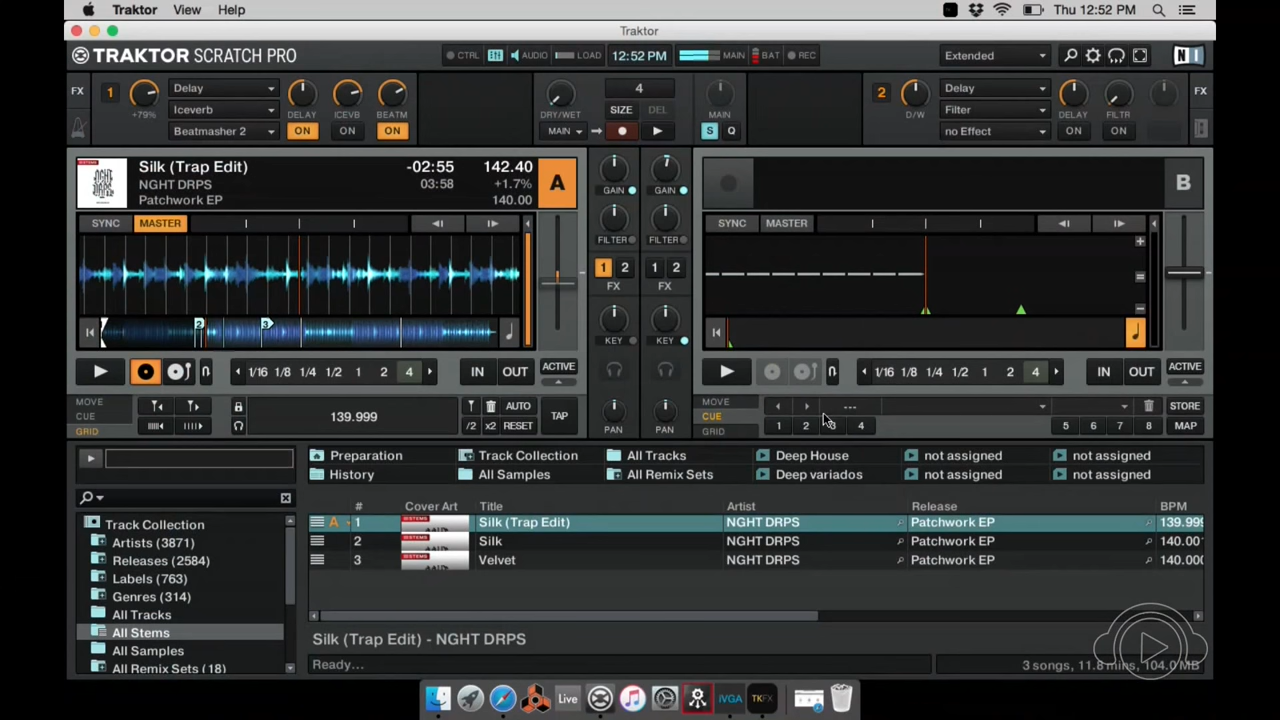 Traktor View Help Thu 12:52 PM
Traktor
TRAKTOR SCRATCH PRO CTRL AUDIO LOAD 12:52 PM MAIN BAT REC Extended
FX 1 +79% Delay Iceverb Beatmasher 2
DELAY ICEVB BEATM
ON ON ON
DRY/WET 4 MAIN
SIZE DEL
MAIN S Q
2 D/W Delay Filter no Effect
DELAY FILTR
ON ON
FX
Silk (Trap Edit) -02:55 142.40
NGHT DRPS 03:58 +1.7%
Patchwork EP 140.00
A
B
SYNC MASTER
SYNC MASTER
2 3
GAIN GAIN
FILTER FILTER
1 2 1 2
FX FX
KEY KEY
PAN PAN
1/16 1/8 1/4 1/2 1 2 4 IN OUT ACTIVE
1/16 1/8 1/4 1/2 1 2 4 IN OUT ACTIVE
MOVE
CUE
GRID
139.999
AUTO
/2 x2 RESET
TAP
MOVE
CUE
GRID
--- STORE
1 2 3 4 5 6 7 8 MAP
Preparation Track Collection All Tracks Deep House not assigned not assigned
History All Samples All Remix Sets Deep variados not assigned not assigned
# Cover Art Title Artist Release BPM
A 1 Silk (Trap Edit) NGHT DRPS Patchwork EP 139.999
2 Silk NGHT DRPS Patchwork EP 140.00
3 Velvet NGHT DRPS Patchwork EP 140.000
Track Collection
Artists (3871)
Releases (2584)
Labels (763)
Genres (314)
All Tracks
All Stems
All Samples
All Remix Sets (18)
Silk (Trap Edit) - NGHT DRPS
Ready... 3 songs, 11.8 mins, 104.0 MB
Live IVGA TKFX